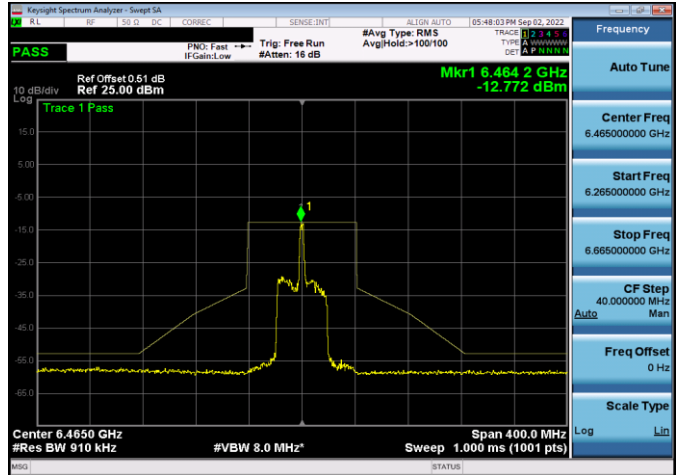 Keysight Spectrum Analyzer - Swept SA
RL RF 50 Ω DC CORREC SENSE:INT ALIGN AUTO 05:48:03 PM Sep 02, 2022
PASS
PNO: Fast
IFGain:Low
Trig: Free Run
#Atten: 16 dB
#Avg Type: RMS
Avg|Hold:>100/100
TRACE 1 2 3 4 5 6
TYPE A WWWWW
DET A P N N N N
Ref Offset 0.51 dB
10 dB/div Ref 25.00 dBm
Log
Mkr1 6.464 2 GHz
-12.772 dBm
Trace 1 Pass
15.0
5.00
-5.00
-15.0
-25.0
-35.0
-45.0
-55.0
-65.0
1
Center 6.4650 GHz
#Res BW 910 kHz
#VBW 8.0 MHz*
Span 400.0 MHz
Sweep 1.000 ms (1001 pts)
MSG
STATUS
Frequency
Auto Tune
Center Freq
6.465000000 GHz
Start Freq
6.265000000 GHz
Stop Freq
6.665000000 GHz
CF Step
40.000000 MHz
Auto Man
Freq Offset
0 Hz
Scale Type
Log Lin